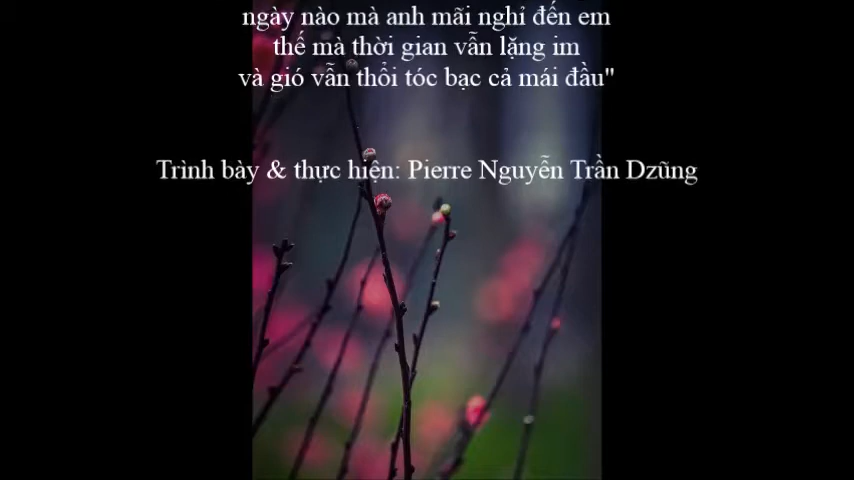 ngày nào mà anh mãi nghỉ đến em
thế mà thời gian vẫn lặng im
và gió vẫn thổi tóc bạc cả mái đầu"
Trình bày & thực hiện: Pierre Nguyễn Trần Dzũng